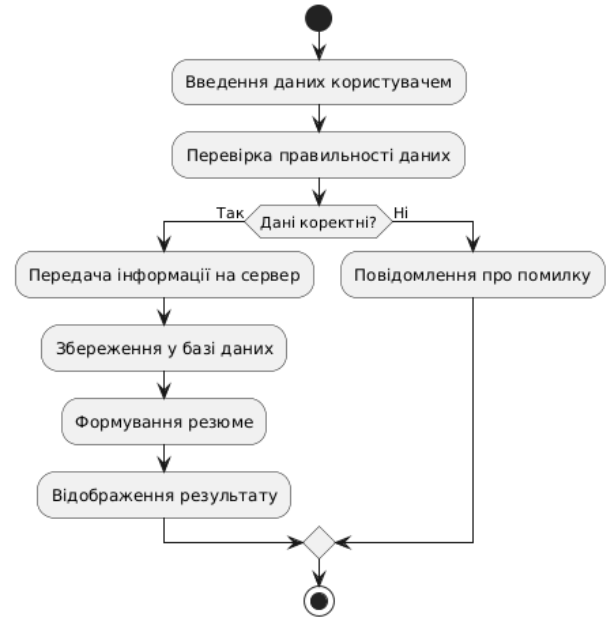 Введення даних користувачем
Перевірка правильності даних
Так
Дані коректні?
Ні
Передача інформації на сервер
Повідомлення про помилку
Збереження у базі даних
Формування резюме
Відображення результату